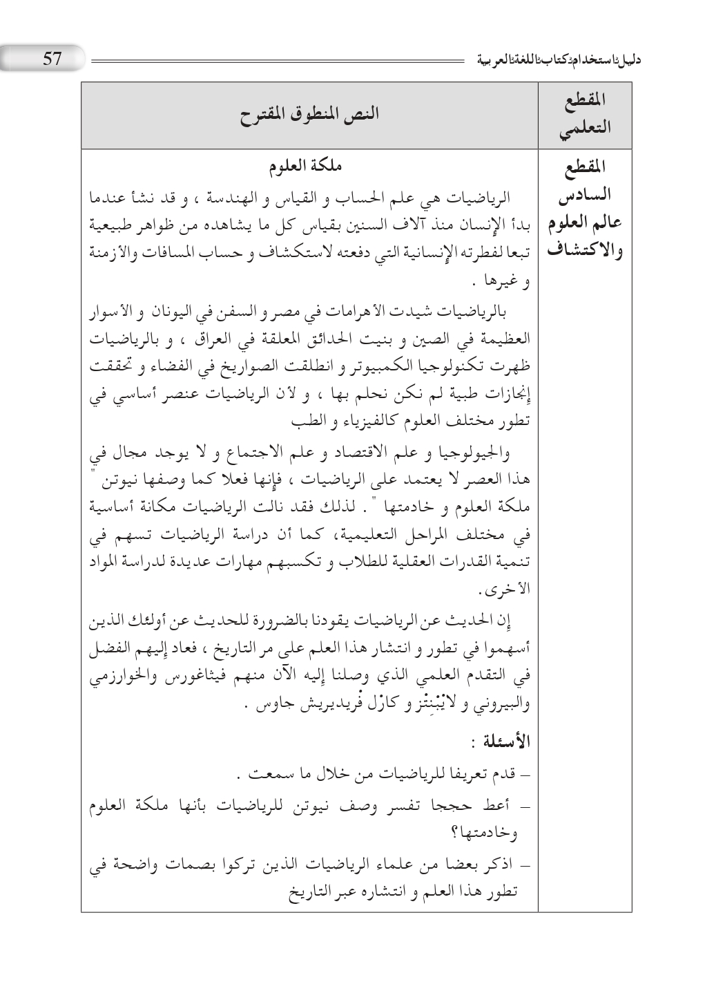 دليل استخدام كتاب اللغة العربية
57
المقطع
التعلمي
النص المنطوق المقترح
المقطع
السادس
عالم العلوم
والاكتشاف
ملكة العلوم
الرياضيات هي علم الحساب و القياس و الهندسة ، و قد نشأ عندما
بدأ الإنسان منذ آلاف السنين بقياس كل ما يشاهده من ظواهر طبيعية
تبعا لفطرته الإنسانية التي دفعته لاستكشاف و حساب المسافات والأزمنة
و غيرها .
بالرياضيات شيدت الأهرامات في مصر و السفن في اليونان و الأسوار
العظيمة في الصين و بنيت الحدائق المعلقة في العراق ، و بالرياضيات
ظهرت تكنولوجيا الكمبيوتر و انطلقت الصواريخ في الفضاء و تحققت
إنجازات طبية لم نكن نحلم بها ، و لأن الرياضيات عنصر أساسي في
تطور مختلف العلوم كالفيزياء و الطب
والجيولوجيا و علم الاقتصاد و علم الاجتماع و لا يوجد مجال في
هذا العصر لا يعتمد على الرياضيات ، فإنها فعلا كما وصفها نيوتن "
ملكة العلوم و خادمتها " . لذلك فقد نالت الرياضيات مكانة أساسية
في مختلف المراحل التعليمية، كما أن دراسة الرياضيات تسهم في
تنمية القدرات العقلية للطلاب و تكسبهم مهارات عديدة لدراسة المواد
الأخرى.
إن الحديث عن الرياضيات يقودنا بالضرورة للحديث عن أولئك الذين
أسهموا في تطور و انتشار هذا العلم على مر التاريخ ، فعاد إليهم الفضل
في التقدم العلمي الذي وصلنا إليه الآن منهم فيثاغورس والخوارزمي
والبيروني و لايْبْنِتْز و كارْل فْريديريش جاوس .
الأسئلة :
– قدم تعريفا للرياضيات من خلال ما سمعت .
– أعط حججا تفسر وصف نيوتن للرياضيات بأنها ملكة العلوم
وخادمتها؟
– اذكر بعضا من علماء الرياضيات الذين تركوا بصمات واضحة في
تطور هذا العلم و انتشاره عبر التاريخ